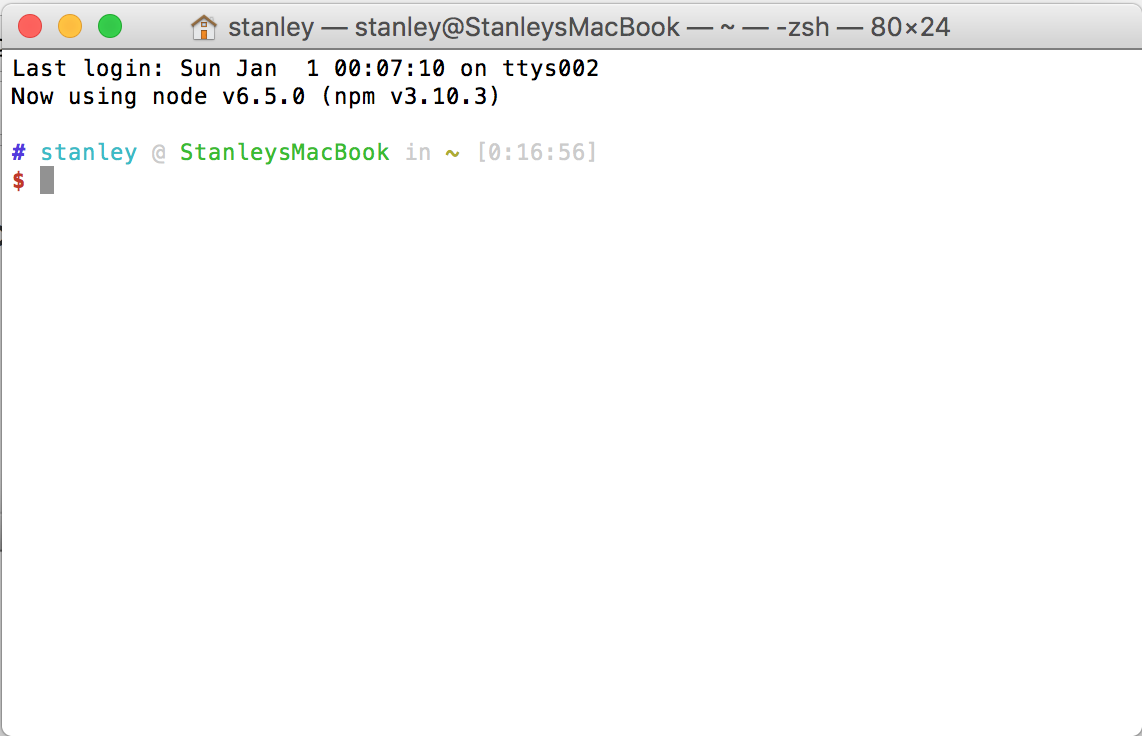 stanley — stanley@StanleysMacBook — ~ — -zsh — 80×24
Last login: Sun Jan  1 00:07:10 on ttys002
Now using node v6.5.0 (npm v3.10.3)
# stanley @ StanleysMacBook in ~ [0:16:56]
$